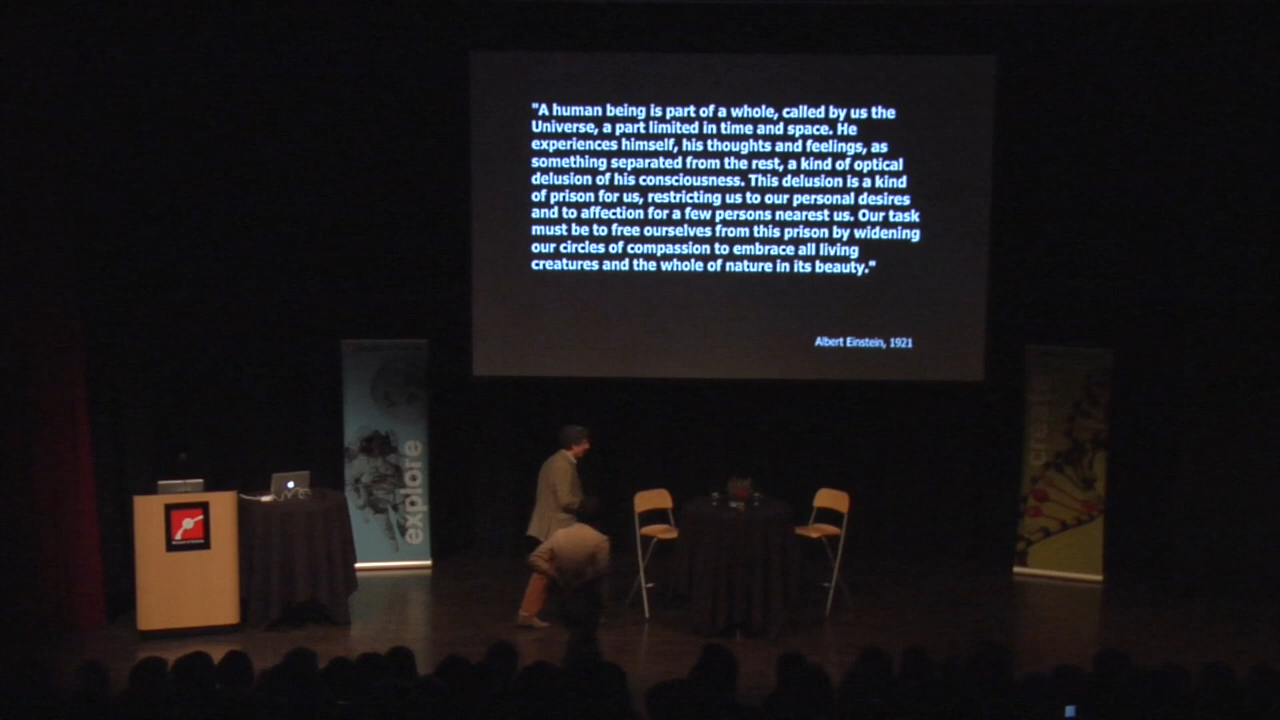 "A human being is part of a whole, called by us the
Universe, a part limited in time and space. He
experiences himself, his thoughts and feelings, as
something separated from the rest, a kind of optical
delusion of his consciousness. This delusion is a kind
of prison for us, restricting us to our personal desires
and to affection for a few persons nearest us. Our task
must be to free ourselves from this prison by widening
our circles of compassion to embrace all living
creatures and the whole of nature in its beauty."
Albert Einstein, 1921
explore
create